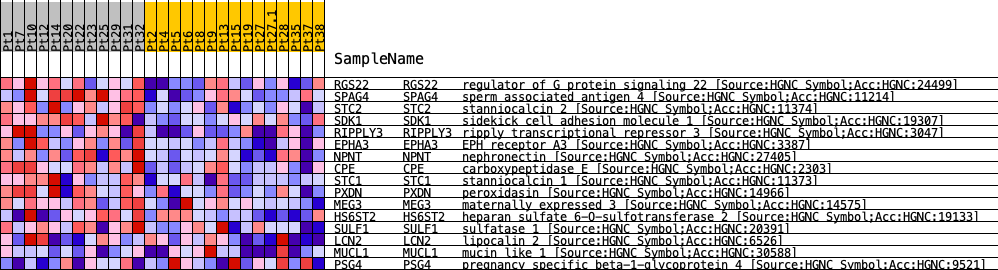 Pt1 Pt7 Pt10 Pt12 Pt14 Pt20 Pt22 Pt23 Pt25 Pt29 Pt31 Pt32 Pt2 Pt4 Pt5 Pt6 Pt8 Pt9 Pt13 Pt15 Pt19 Pt27 Pt27.1 Pt28 Pt35 Pt37 Pt38
SampleName
RGS22 RGS22 regulator of G protein signaling 22 [Source:HGNC Symbol;Acc:HGNC:24499]
SPAG4 SPAG4 sperm associated antigen 4 [Source:HGNC Symbol;Acc:HGNC:11214]
STC2 STC2 stanniocalcin 2 [Source:HGNC Symbol;Acc:HGNC:11374]
SDK1 SDK1 sidekick cell adhesion molecule 1 [Source:HGNC Symbol;Acc:HGNC:19307]
RIPPLY3 RIPPLY3 ripply transcriptional repressor 3 [Source:HGNC Symbol;Acc:HGNC:3047]
EPHA3 EPHA3 EPH receptor A3 [Source:HGNC Symbol;Acc:HGNC:3387]
NPNT NPNT nephronectin [Source:HGNC Symbol;Acc:HGNC:27405]
CPE CPE carboxypeptidase E [Source:HGNC Symbol;Acc:HGNC:2303]
STC1 STC1 stanniocalcin 1 [Source:HGNC Symbol;Acc:HGNC:11373]
PXDN PXDN peroxidasin [Source:HGNC Symbol;Acc:HGNC:14966]
MEG3 MEG3 maternally expressed 3 [Source:HGNC Symbol;Acc:HGNC:14575]
HS6ST2 HS6ST2 heparan sulfate 6-O-sulfotransferase 2 [Source:HGNC Symbol;Acc:HGNC:19133]
SULF1 SULF1 sulfatase 1 [Source:HGNC Symbol;Acc:HGNC:20391]
LCN2 LCN2 lipocalin 2 [Source:HGNC Symbol;Acc:HGNC:6526]
MUCL1 MUCL1 mucin like 1 [Source:HGNC Symbol;Acc:HGNC:30588]
PSG4 PSG4 pregnancy specific beta-1-glycoprotein 4 [Source:HGNC Symbol;Acc:HGNC:9521]